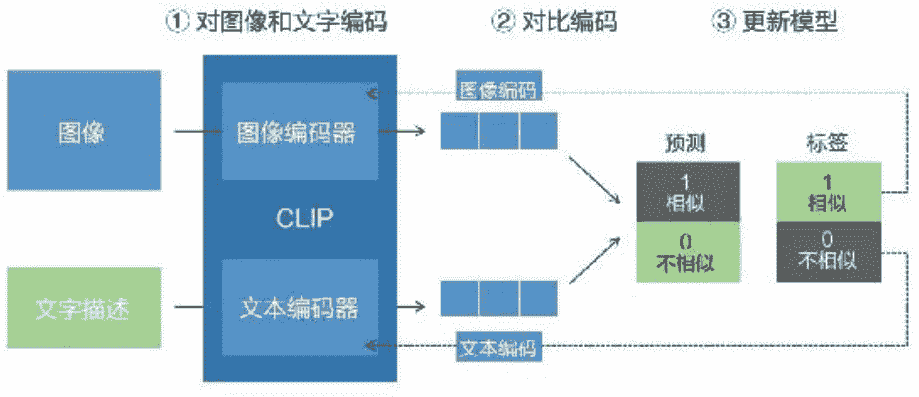 ① 对图像和文字编码
② 对比编码
③ 更新模型
图像
图像编码器
图像编码
CLIP
预测
1
相似
0
不相似
标签
1
相似
0
不相似
文字描述
文本编码器
文本编码